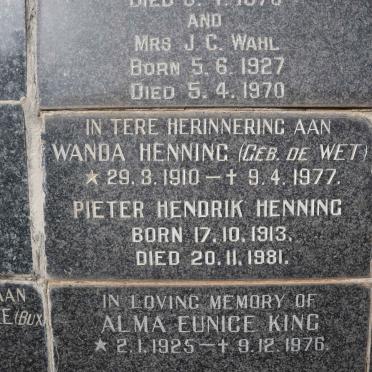 AND
MRS J. C. WAHL
BORN 5. 6. 1927
DIED 5. 4. 1970
IN TERE HERINNERING AAN
WANDA HENNING (GEB. DE WET)
★ 29. 3. 1910 – † 9. 4. 1977.
PIETER HENDRIK HENNING
BORN 17. 10. 1913.
DIED 20. 11. 1981.
AAN
IN LOVING MEMORY OF
ALMA EUNICE KING
★ 2. 1. 1925 – † 9. 12. 1976.